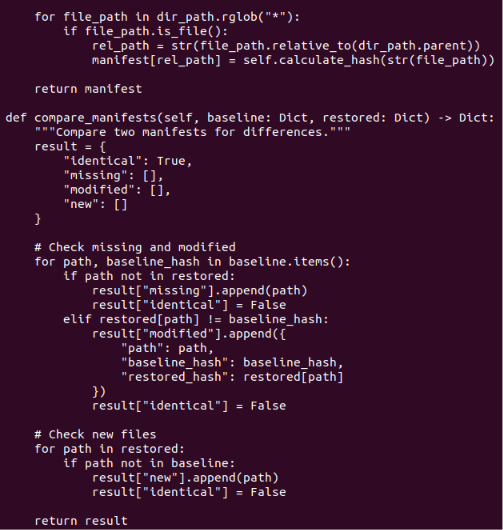 for file_path in dir_path.rglob("*"):
        if file_path.is_file():
            rel_path = str(file_path.relative_to(dir_path.parent))
            manifest[rel_path] = self.calculate_hash(str(file_path))

    return manifest

def compare_manifests(self, baseline: Dict, restored: Dict) -> Dict:
    """Compare two manifests for differences."""
    result = {
        "identical": True,
        "missing": [],
        "modified": [],
        "new": []
    }

    # Check missing and modified
    for path, baseline_hash in baseline.items():
        if path not in restored:
            result["missing"].append(path)
            result["identical"] = False
        elif restored[path] != baseline_hash:
            result["modified"].append({
                "path": path,
                "baseline_hash": baseline_hash,
                "restored_hash": restored[path]
            })
            result["identical"] = False

    # Check new files
    for path in restored:
        if path not in baseline:
            result["new"].append(path)
            result["identical"] = False

    return result